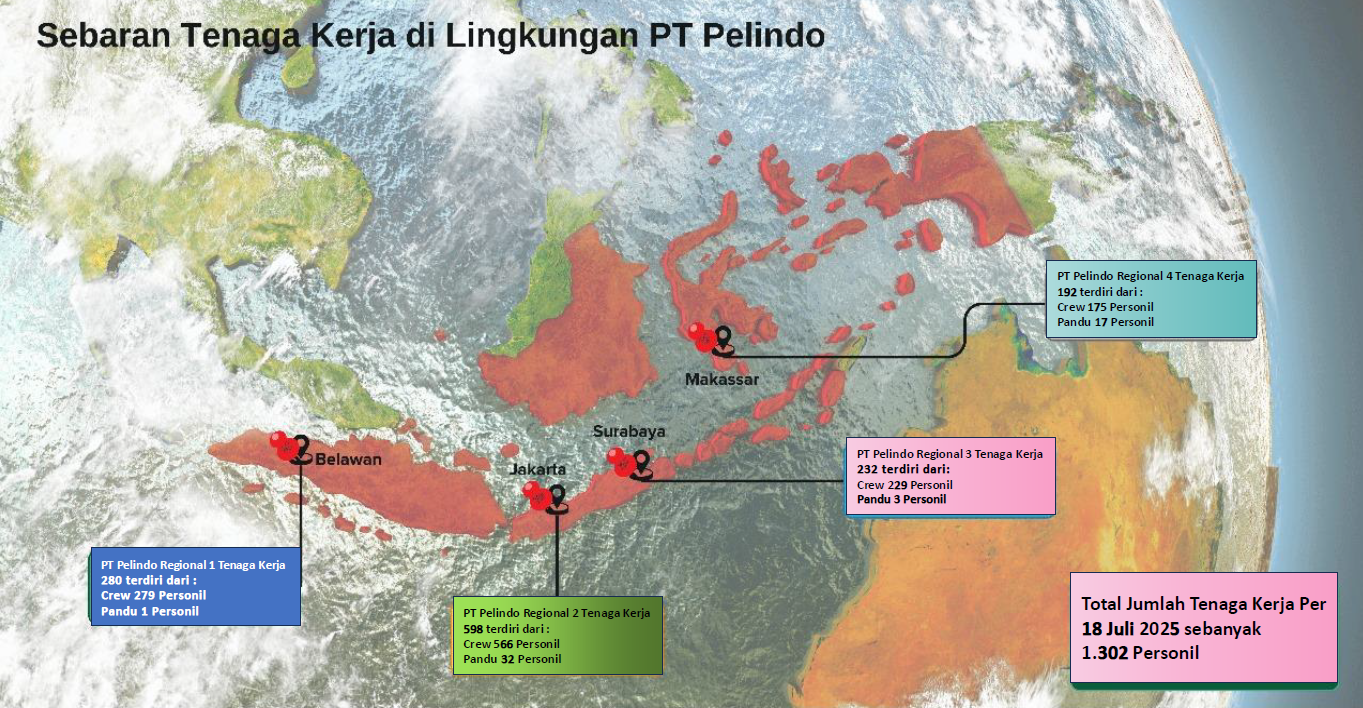 Sebaran Tenaga Kerja di Lingkungan PT Pelindo
PT Pelindo Regional 4 Tenaga Kerja
192 terdiri dari :
Crew 175 Personil
Pandu 17 Personil
Makassar
Surabaya
Belawan
Jakarta
PT Pelindo Regional 3 Tenaga Kerja
232 terdiri dari:
Crew 229 Personil
Pandu 3 Personil
PT Pelindo Regional 1 Tenaga Kerja
280 terdiri dari :
Crew 279 Personil
Pandu 1 Personil
PT Pelindo Regional 2 Tenaga Kerja
598 terdiri dari :
Crew 566 Personil
Pandu 32 Personil
Total Jumlah Tenaga Kerja Per
18 Juli 2025 sebanyak
1.302 Personil